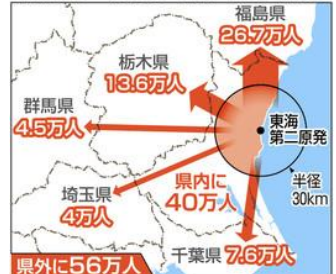 福島県
26.7万人
栃木県
13.6万人
群馬県
4.5万人
東海
第二原発
埼玉県
4万人
県内に
40万人
半径
30km
千葉県 7.6万人
県外に56万人